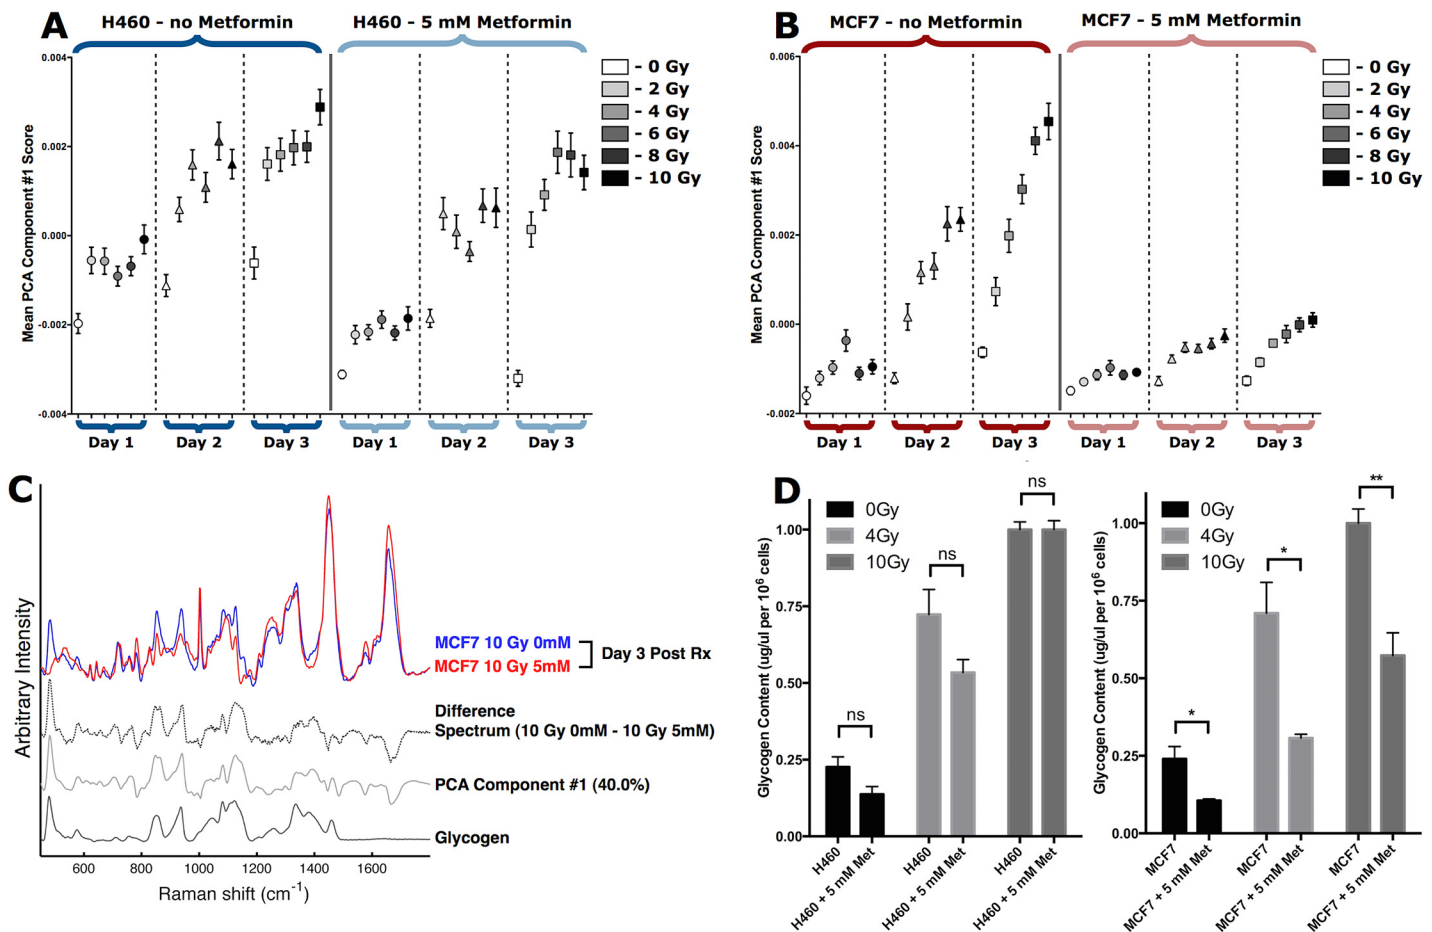 A
H460 - no Metformin
H460 - 5 mM Metformin
Mean PCA Component #1 Score
0.004
0.002
0.000
-0.002
-0.004
- 0 Gy
- 2 Gy
- 4 Gy
- 6 Gy
- 8 Gy
- 10 Gy
Day 1
Day 2
Day 3
Day 1
Day 2
Day 3
B
MCF7 - no Metformin
MCF7 - 5 mM Metformin
Mean PCA Component #1 Score
0.006
0.004
0.002
0.000
-0.002
- 0 Gy
- 2 Gy
- 4 Gy
- 6 Gy
- 8 Gy
- 10 Gy
Day 1
Day 2
Day 3
Day 1
Day 2
Day 3
C
Arbitrary Intensity
MCF7 10 Gy 0mM
MCF7 10 Gy 5mM
Day 3 Post Rx
Difference
Spectrum (10 Gy 0mM - 10 Gy 5mM)
PCA Component #1 (40.0%)
Glycogen
600 800 1000 1200 1400 1600
Raman shift (cm⁻¹)
D
Glycogen Content (ug/ul per 10⁶ cells)
1.00
0.75
0.50
0.25
0.00
0Gy
4Gy
10Gy
ns
ns
ns
H460
H460 + 5 mM Met
H460
H460 + 5 mM Met
H460
H460 + 5 mM Met
Glycogen Content (ug/ul per 10⁶ cells)
1.00
0.75
0.50
0.25
0.00
0Gy
4Gy
10Gy
*
*
**
MCF7
MCF7 + 5 mM Met
MCF7
MCF7 + 5 mM Met
MCF7
MCF7 + 5 mM Met